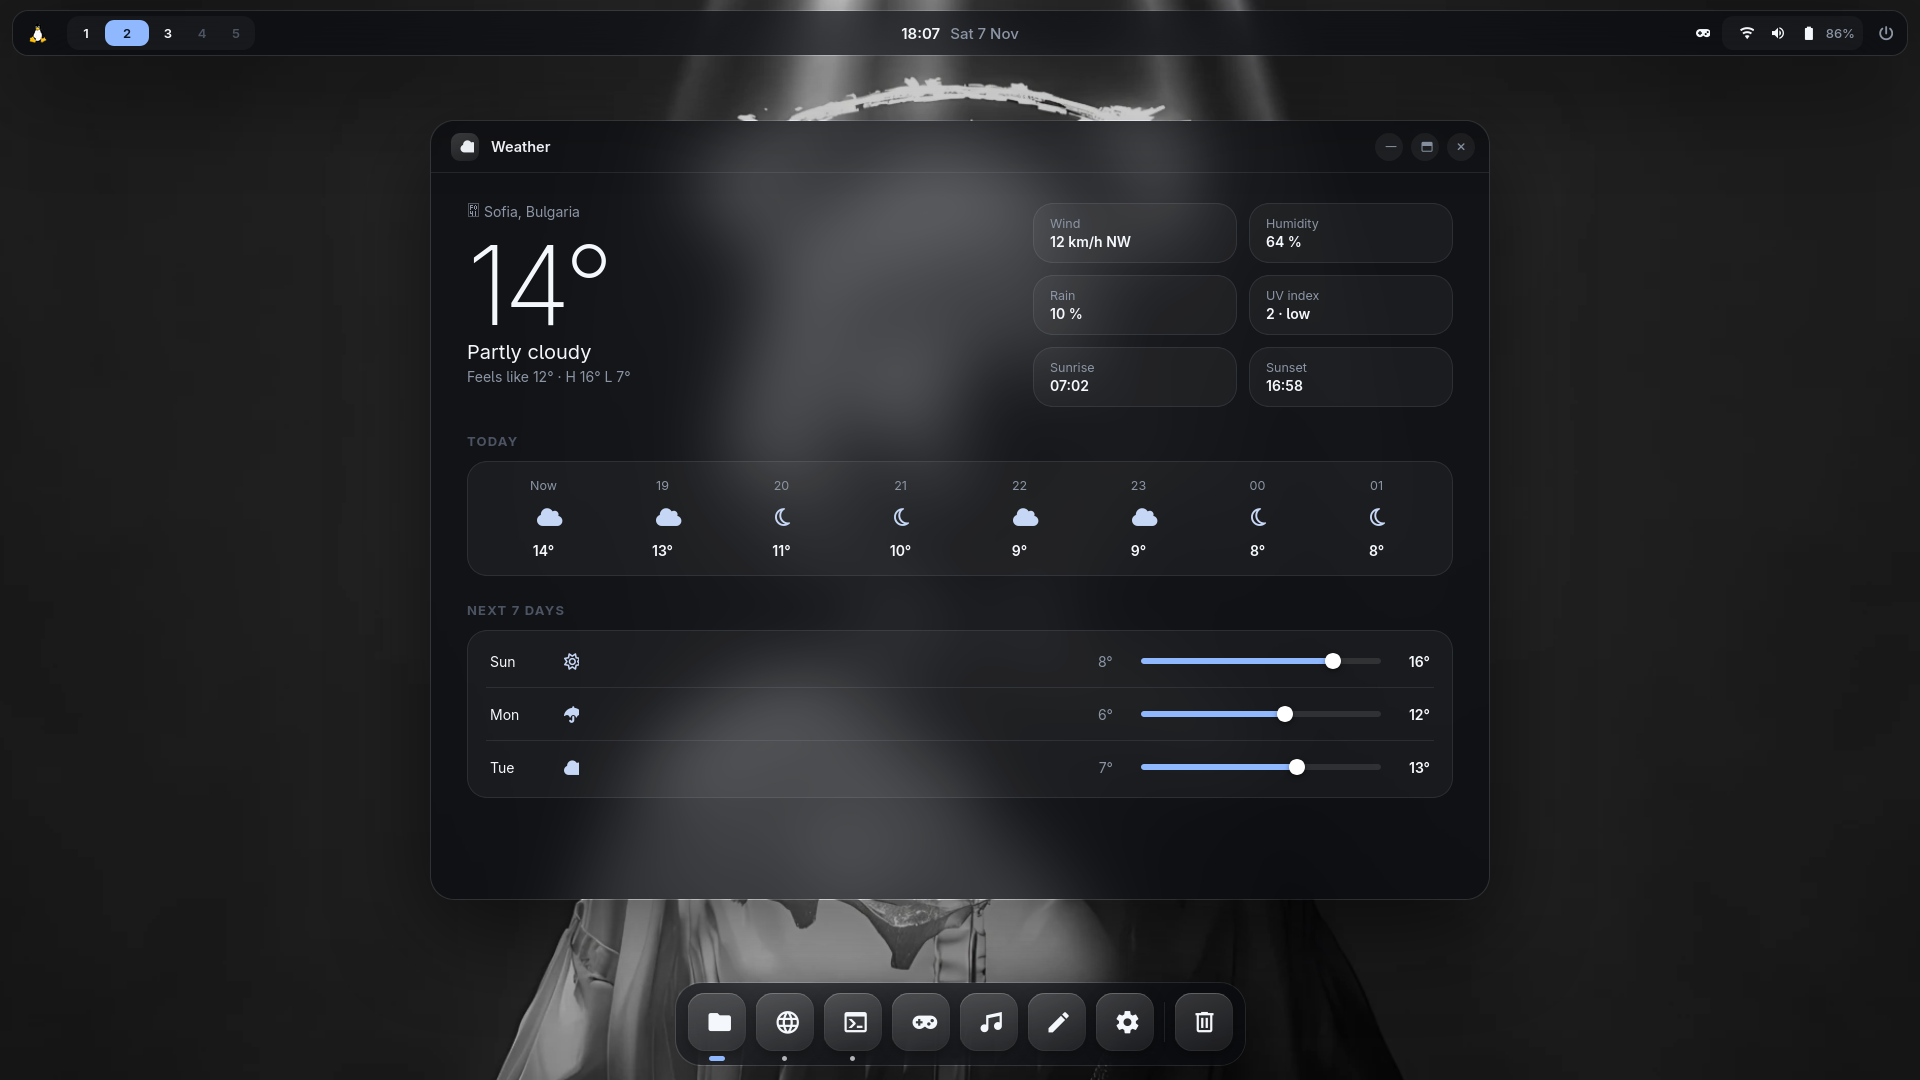 1 2 3 4 5
18:07 Sat 7 Nov
86%
Weather
Sofia, Bulgaria
14°
Partly cloudy
Feels like 12° · H 16° L 7°
Wind
12 km/h NW
Humidity
64 %
Rain
10 %
UV index
2 · low
Sunrise
07:02
Sunset
16:58
TODAY
Now 19 20 21 22 23 00 01
14° 13° 11° 10° 9° 9° 8° 8°
NEXT 7 DAYS
Sun 8° 16°
Mon 6° 12°
Tue 7° 13°